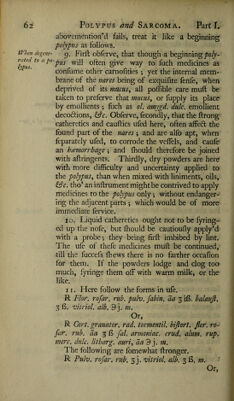 62 Polypus and Sarcoma. Part I.
abovemention'd fails, treat it like a beginning
polypus as follows.
When degene-
rated to a po-
lypus.
9. First observe, that though a beginning poly-
pus will often give way to such medicines as
consume other carnosities; yet the internal mem-
brane of the nares being of exquisite sense, when
deprived of its mucus, all possible care must be
taken to preserve that mucus, or supply its place
by emollients; such as ol. amygd. dulc. emollient
decoctions, &c. Observe, secondly, that the strong
catheretics and caustics used here, often affect the
sound part of the nares; and are also apt, when
separately used, to corrode the vessels, and cause
an hæmorrhage; and should therefore be joined
with astringents. Thirdly, dry powders are here
with more difficulty and uncertainty applied to
the polypus, than when mixed with liniments, oils,
&c. tho' an instrument might be contrived to apply
medicines to the polypus only; without endanger-
ing the adjacent parts; which would be of more
immediate service.
10. Liquid catheretics ought not to be syring-
ed up the nose, but should be cautiously apply'd
with a probe; they being first imbibed by lint.
The use of these medicines must be continued,
till the success shews there is no farther occasion
for them. If the powders lodge and clog too
much, syringe them off with warm milk, or the
like.
11. Here follow the forms in use.
R Flor. rosar. rub. pulv. sabin, āā ʒ iß. balaust.
ʒ ß. vitriol. alb. ℈ j. m.
Or,
R Cort. granator. rad. tormentil. bistort. flor. ro-
sar. rub. āā ʒ ß sal. armoniac. crud. alum. rup.
merc. dulc. litharg. auri, āā ℈ j. m.
The following are somewhat stronger.
R Pulv. rosar. rub. ʒ j. vitriol. alb. ʒ ß. m.
Or,